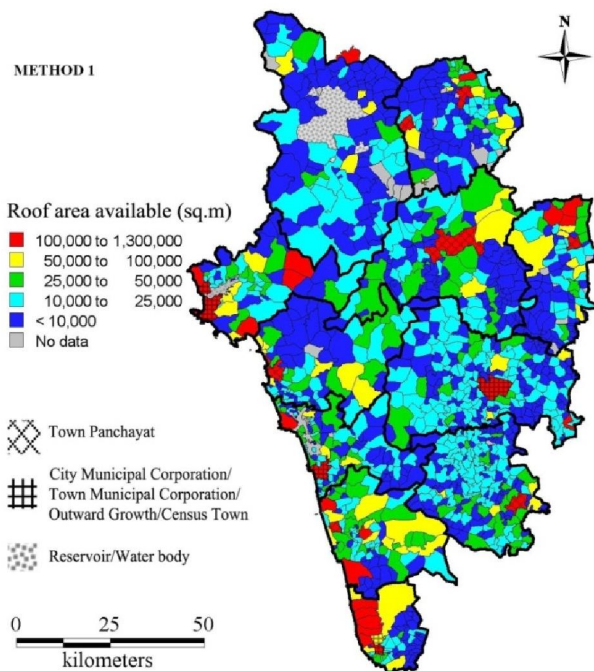 N
METHOD 1
Roof area available (sq.m)
100,000 to 1,300,000
50,000 to 100,000
25,000 to 50,000
10,000 to 25,000
< 10,000
No data
Town Panchayat
City Municipal Corporation/
Town Municipal Corporation/
Outward Growth/Census Town
Reservoir/Water body
0 25 50
kilometers